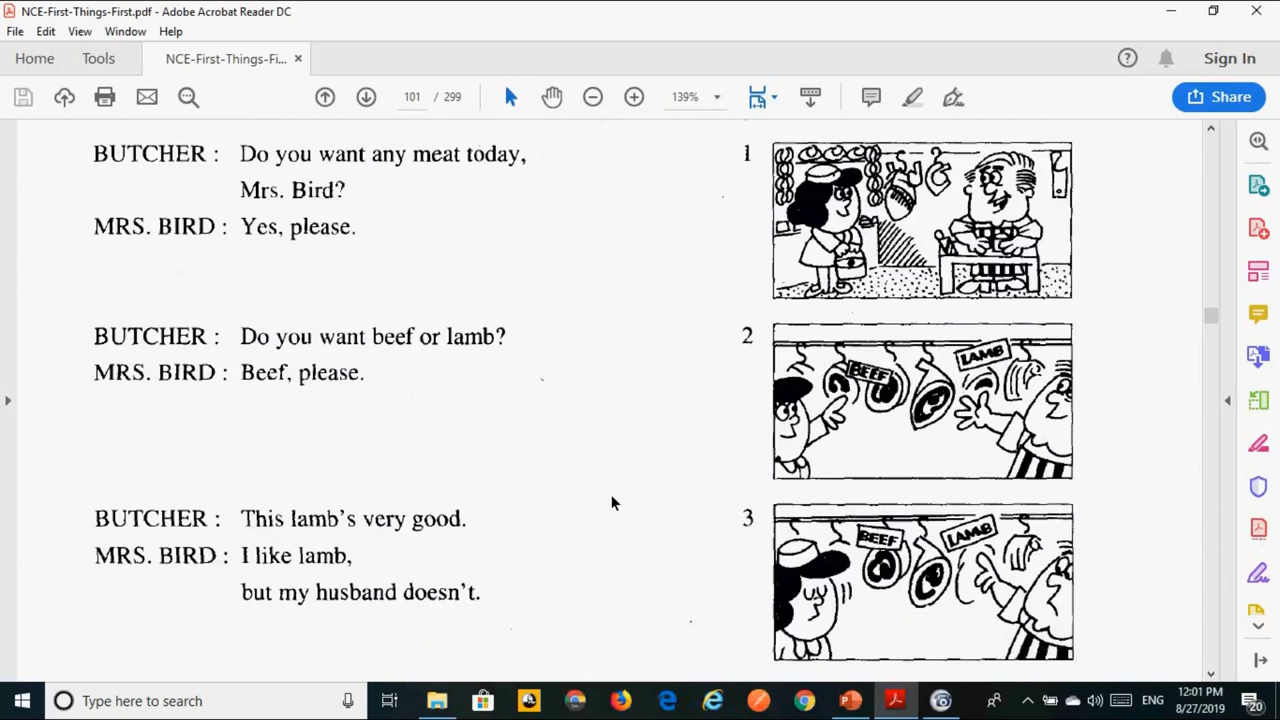 NCE-First-Things-First.pdf - Adobe Acrobat Reader DC
File Edit View Window Help
Home Tools NCE-First-Things-Fi... Sign In
101 / 299 139% Share
BUTCHER : Do you want any meat today,
Mrs. Bird?
MRS. BIRD : Yes, please.
1
BUTCHER : Do you want beef or lamb?
MRS. BIRD : Beef, please.
2
BEEF LAMB
BUTCHER : This lamb's very good.
MRS. BIRD : I like lamb,
but my husband doesn't.
3
BEEF LAMB
Type here to search
ENG
12:01 PM
8/27/2019
20